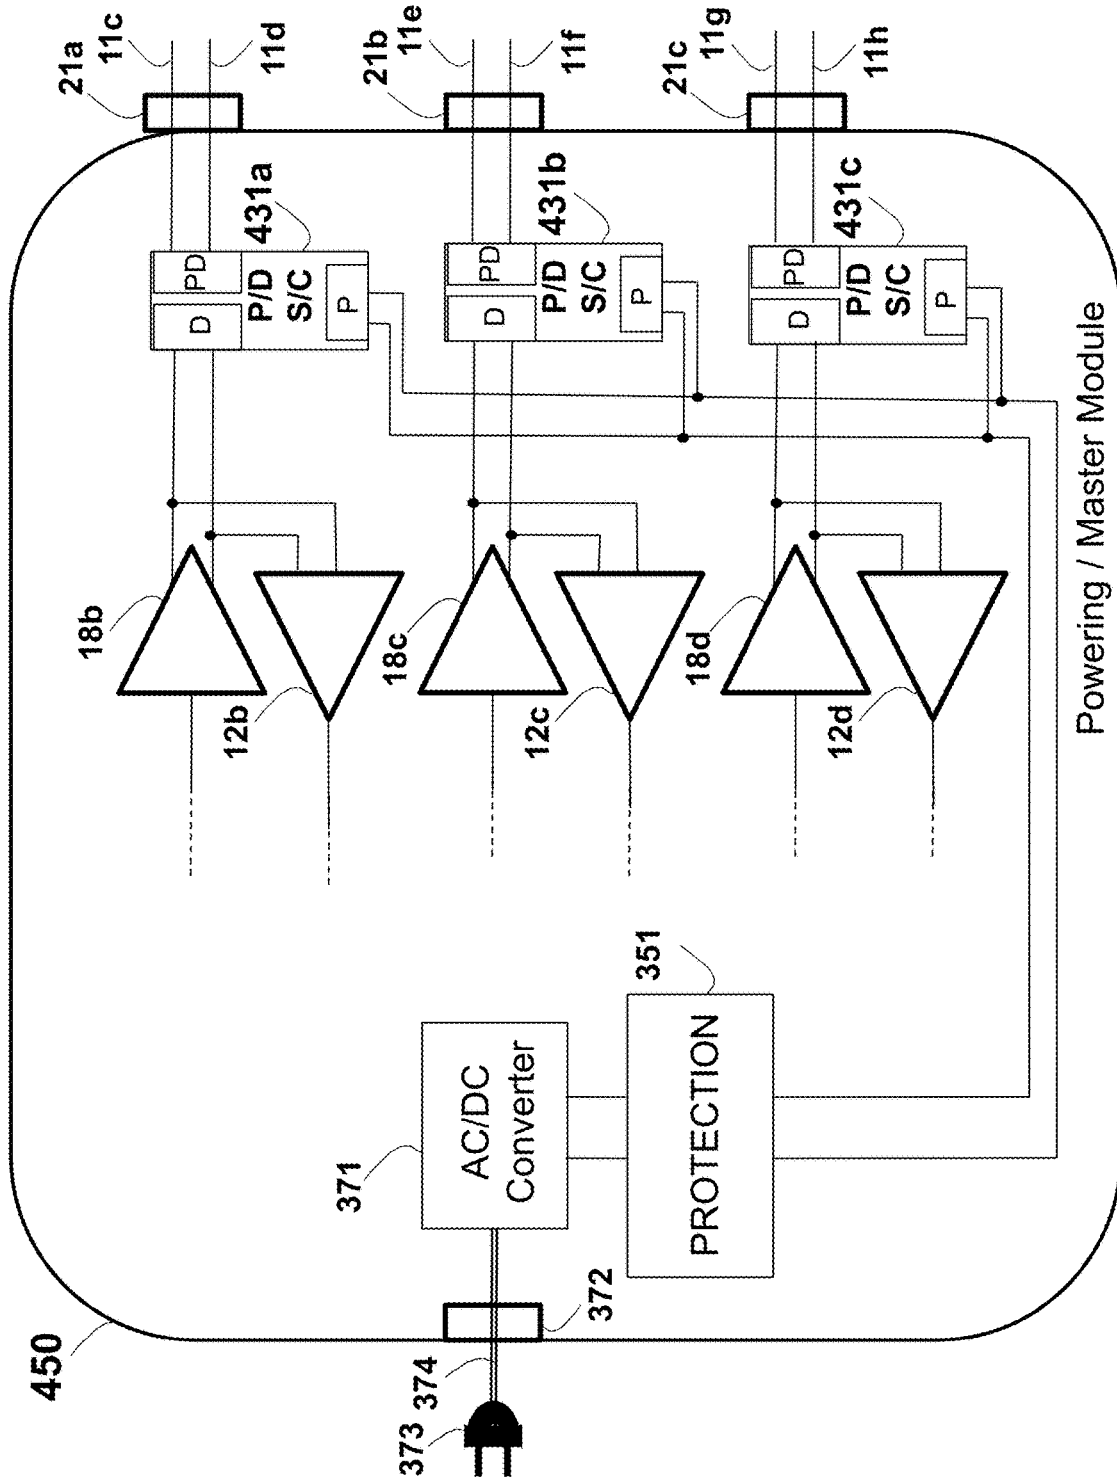 450
21a
11c
11d
21b
11e
11f
21c
11g
11h
431a
PD
D
P/D
S/C
P
431b
PD
D
P/D
S/C
P
431c
PD
D
P/D
S/C
P
18b
12b
18c
12c
18d
12d
351
PROTECTION
371
AC/DC
Converter
372
374
373
Powering / Master Module